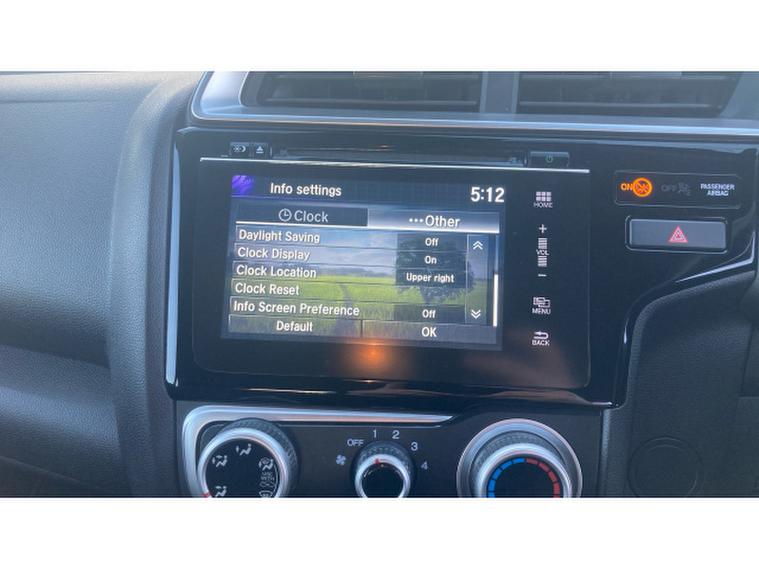 Info settings
5:12
HOME
Clock
Other
Daylight Saving Off
Clock Display On
Clock Location Upper right
Clock Reset
Info Screen Preference Off
Default OK
+
VOL
−
MENU
BACK
ON OFF PASSENGER
AIRBAG
OFF 1 2 3 4